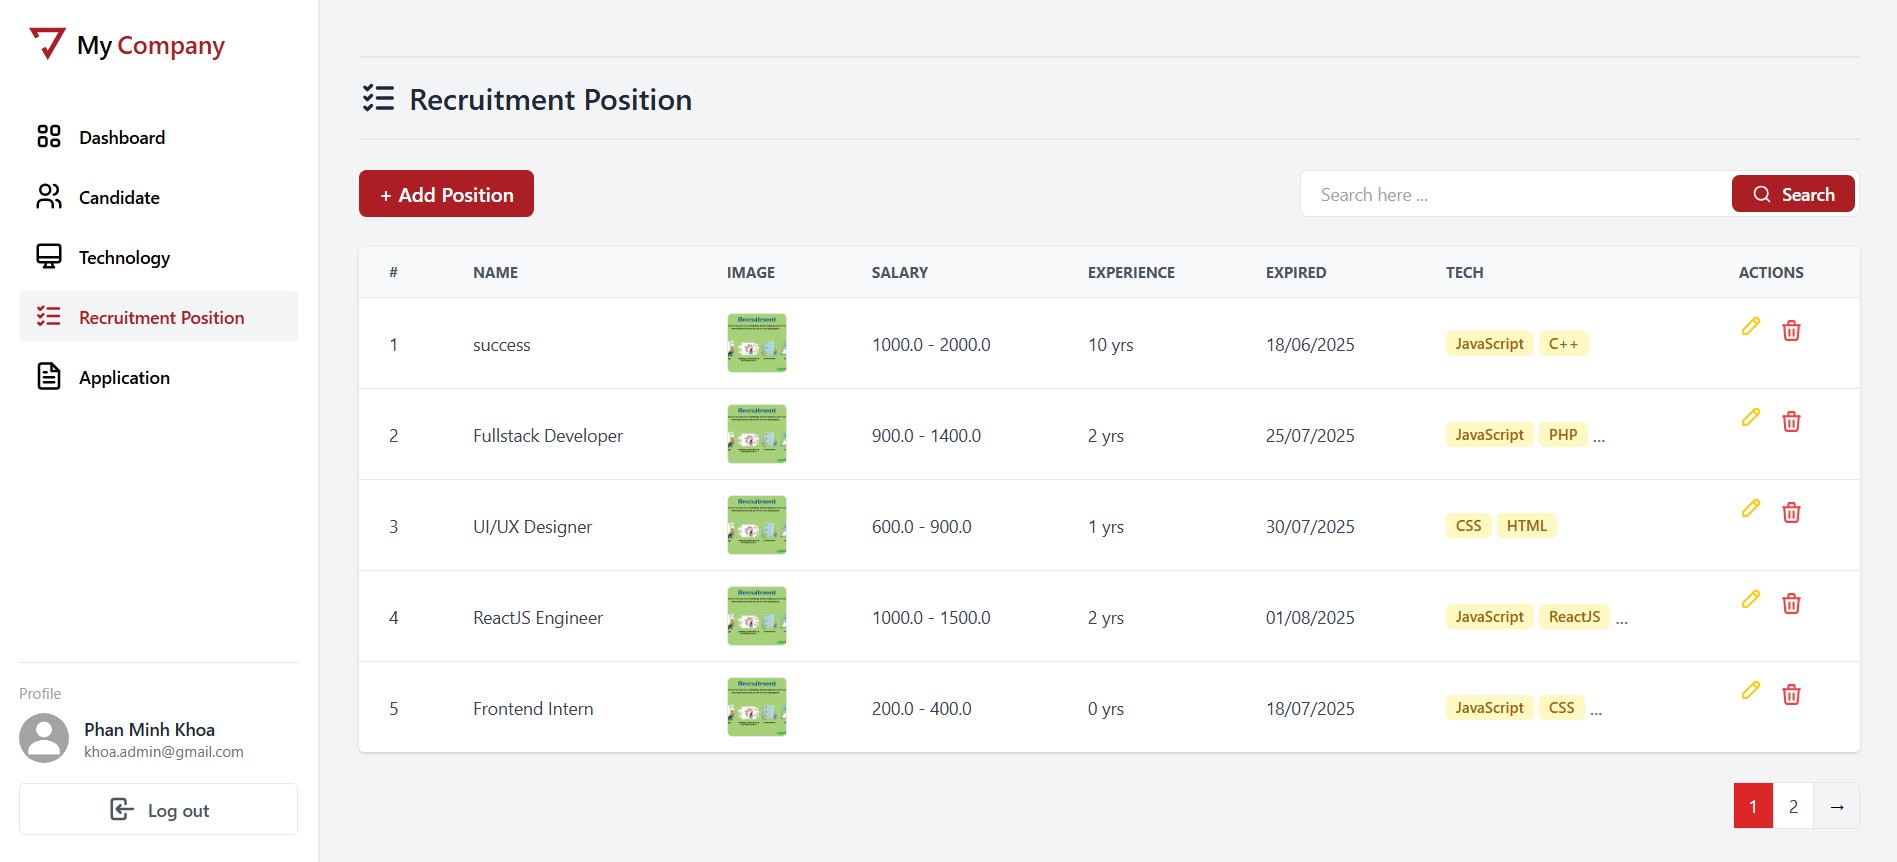 My Company
Dashboard
Candidate
Technology
Recruitment Position
Application
Profile
Phan Minh Khoa
khoa.admin@gmail.com
Log out
Recruitment Position
+ Add Position
Search here ...
Search
# NAME IMAGE SALARY EXPERIENCE EXPIRED TECH ACTIONS
1 success Recruitment 1000.0 - 2000.0 10 yrs 18/06/2025 JavaScript C++
2 Fullstack Developer Recruitment 900.0 - 1400.0 2 yrs 25/07/2025 JavaScript PHP ...
3 UI/UX Designer Recruitment 600.0 - 900.0 1 yrs 30/07/2025 CSS HTML
4 ReactJS Engineer Recruitment 1000.0 - 1500.0 2 yrs 01/08/2025 JavaScript ReactJS ...
5 Frontend Intern Recruitment 200.0 - 400.0 0 yrs 18/07/2025 JavaScript CSS ...
1 2 →